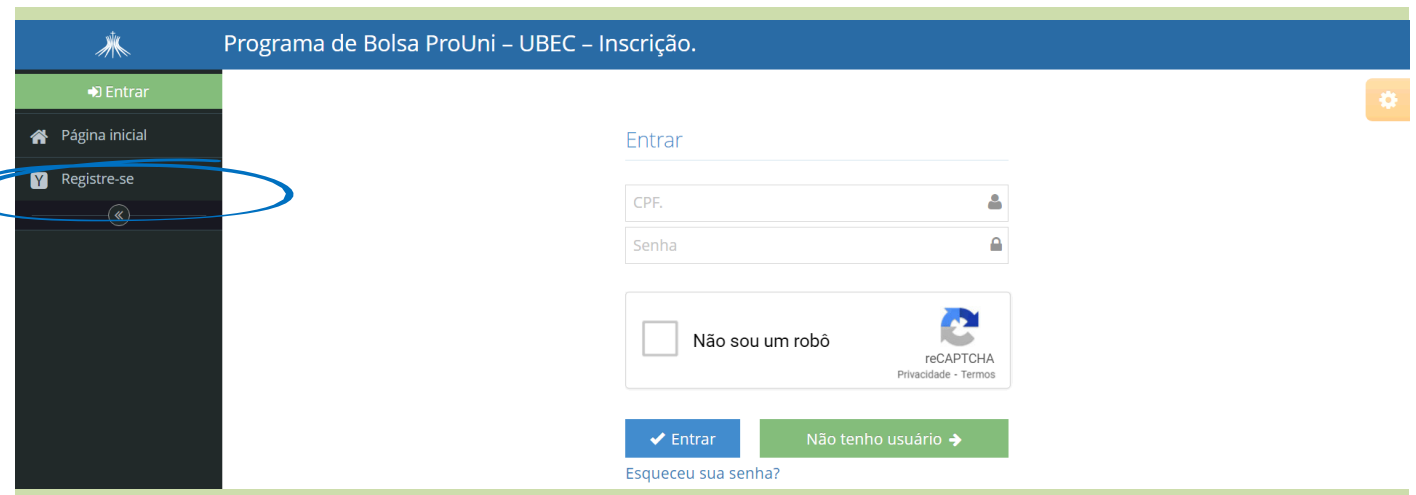 Programa de Bolsa ProUni – UBEC – Inscrição.
Entrar
Página inicial
Y Registre-se
Entrar
CPF.
Senha
Não sou um robô
reCAPTCHA
Privacidade - Termos
Entrar
Não tenho usuário
Esqueceu sua senha?